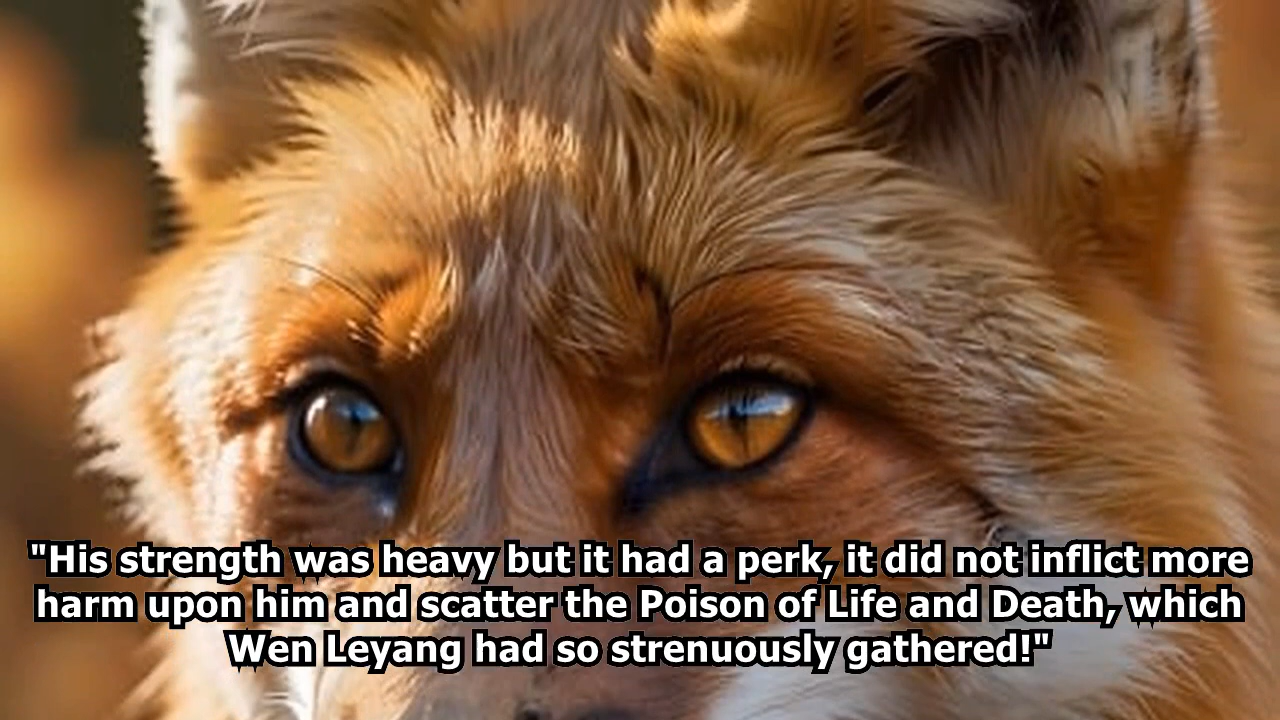 "His strength was heavy but it had a perk, it did not inflict more
harm upon him and scatter the Poison of Life and Death, which
Wen Leyang had so strenuously gathered!"